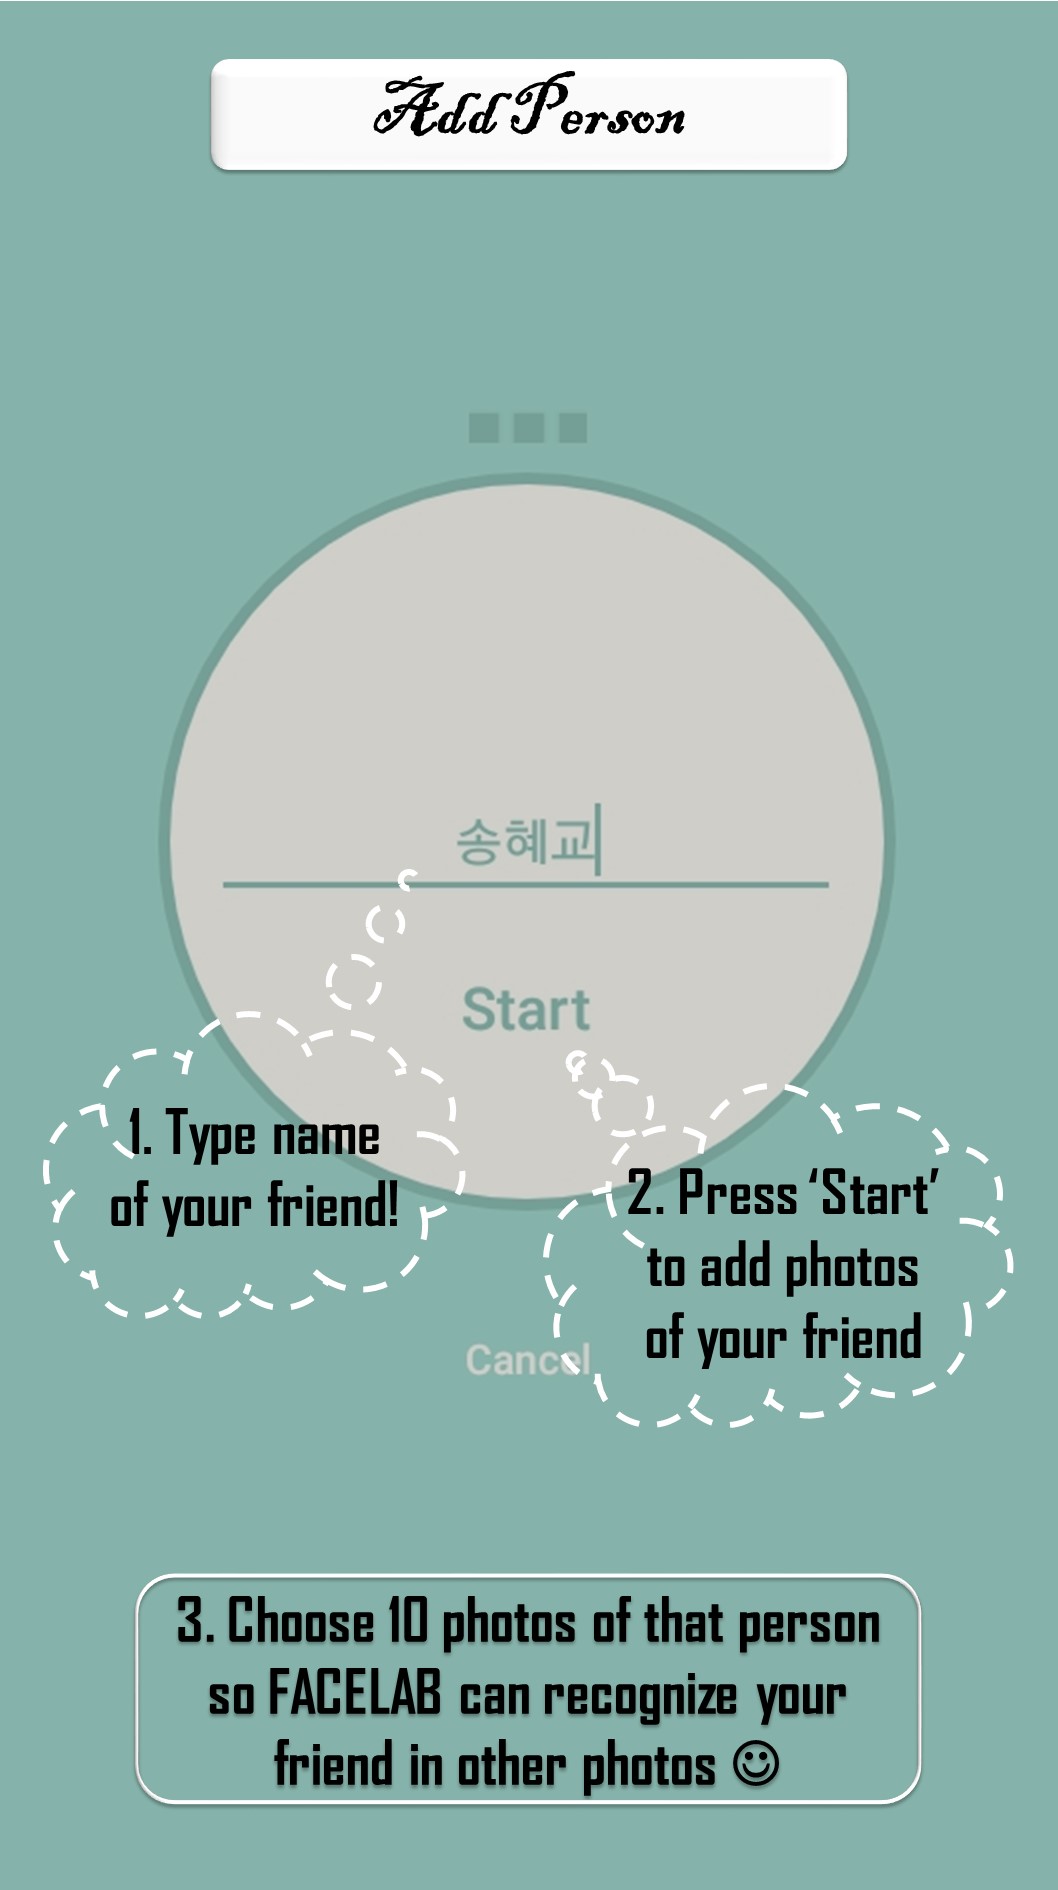 Add Person
송혜교
Start
1. Type name
of your friend!
2. Press ‘Start’
to add photos
of your friend
Cancel
3. Choose 10 photos of that person
so FACELAB can recognize your
friend in other photos ☺